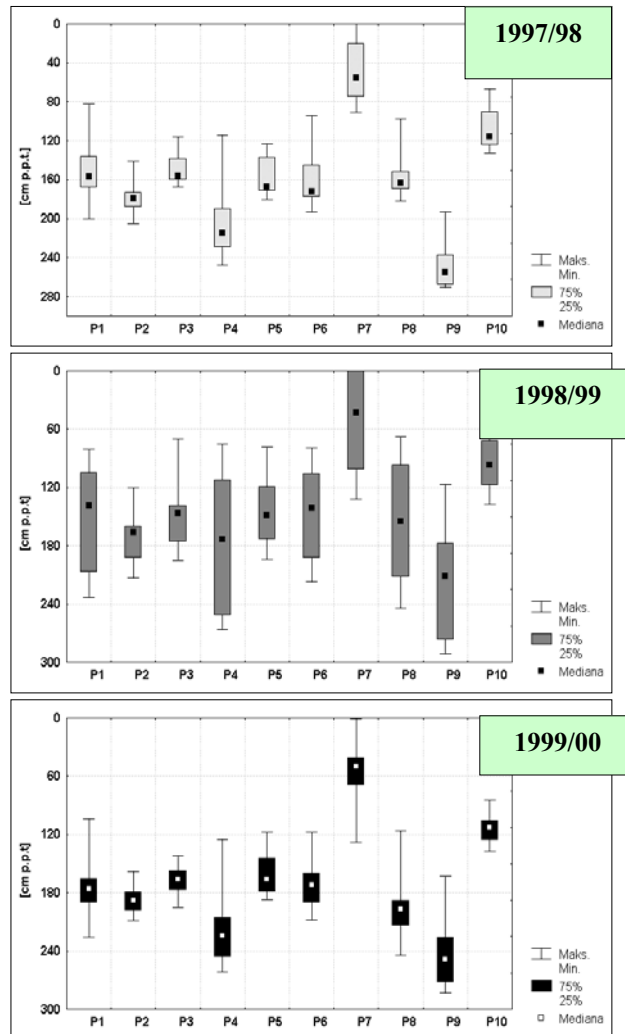 1997/98
[cm p.p.t.]
0
40
80
120
160
200
240
280
P1 P2 P3 P4 P5 P6 P7 P8 P9 P10
Maks.
Min.
75%
25%
Mediana
1998/99
[cm p.p.t]
0
60
120
180
240
300
P1 P2 P3 P4 P5 P6 P7 P8 P9 P10
Maks.
Min.
75%
25%
Mediana
1999/00
[cm p.p.t]
0
60
120
180
240
300
P1 P2 P3 P4 P5 P6 P7 P8 P9 P10
Maks.
Min.
75%
25%
Mediana